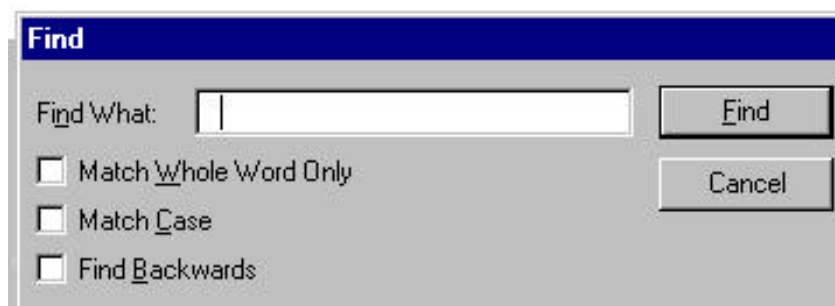 Find
Find What:
Find
Match Whole Word Only
Cancel
Match Case
Find Backwards